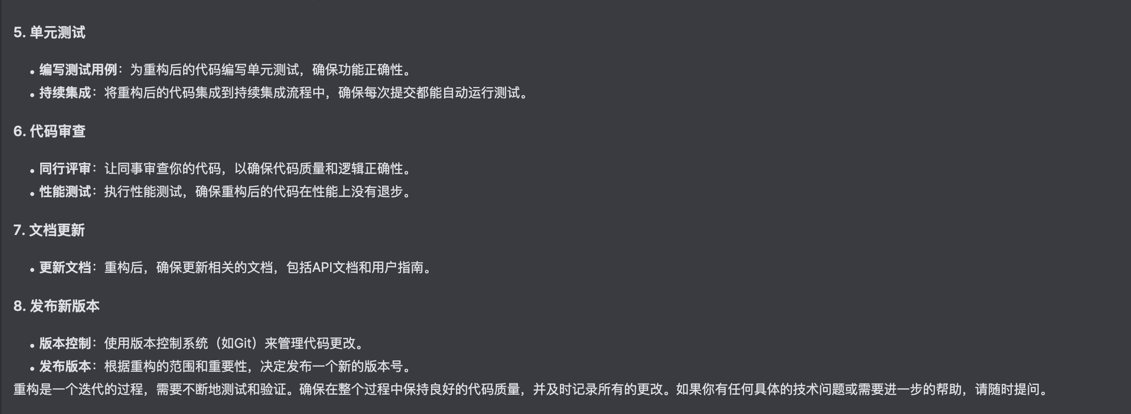 5. 单元测试
• 编写测试用例：为重构后的代码编写单元测试，确保功能正确性。
• 持续集成：将重构后的代码集成到持续集成流程中，确保每次提交都能自动运行测试。
6. 代码审查
• 同行评审：让同事审查你的代码，以确保代码质量和逻辑正确性。
• 性能测试：执行性能测试，确保重构后的代码在性能上没有退步。
7. 文档更新
• 更新文档：重构后，确保更新相关的文档，包括API文档和用户指南。
8. 发布新版本
• 版本控制：使用版本控制系统（如Git）来管理代码更改。
• 发布版本：根据重构的范围和重要性，决定发布一个新的版本号。
重构是一个迭代的过程，需要不断地测试和验证。确保在整个过程中保持良好的代码质量，并及时记录所有的更改。如果你有任何具体的技术问题或需要进一步的帮助，请随时提问。